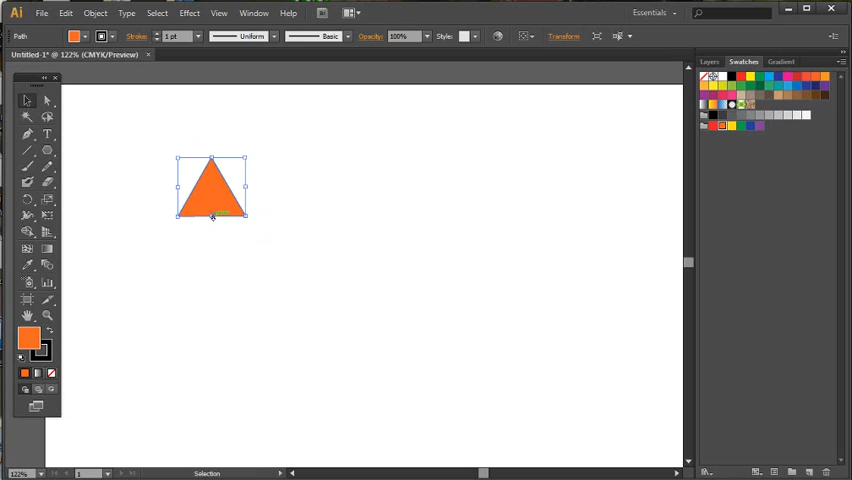 Ai File Edit Object Type Select Effect View Window Help Essentials
Path Stroke: 1 pt Uniform Basic Opacity: 100% Style: Transform
Untitled-1* @ 122% (CMYK/Preview) ×
Layers Swatches Gradient
T
122% 1 Selection